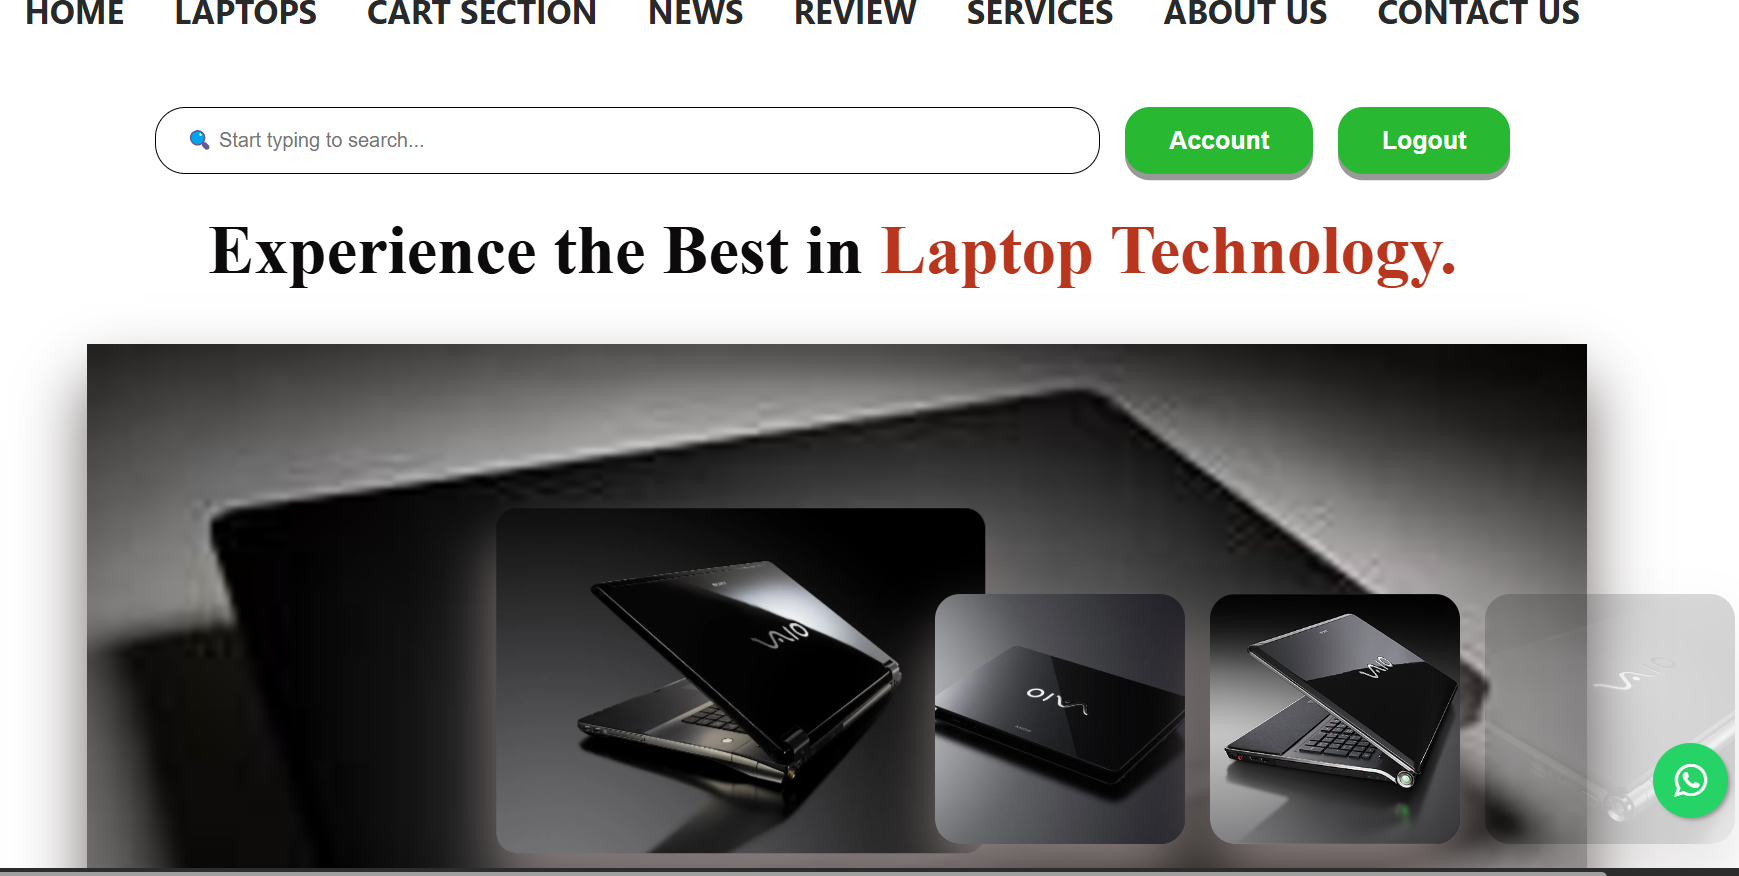 HOME LAPTOPS CART SECTION NEWS REVIEW SERVICES ABOUT US CONTACT US
Start typing to search...
Account
Logout
Experience the Best in Laptop Technology.
VAIO
VAIO
VAIO
VAIO